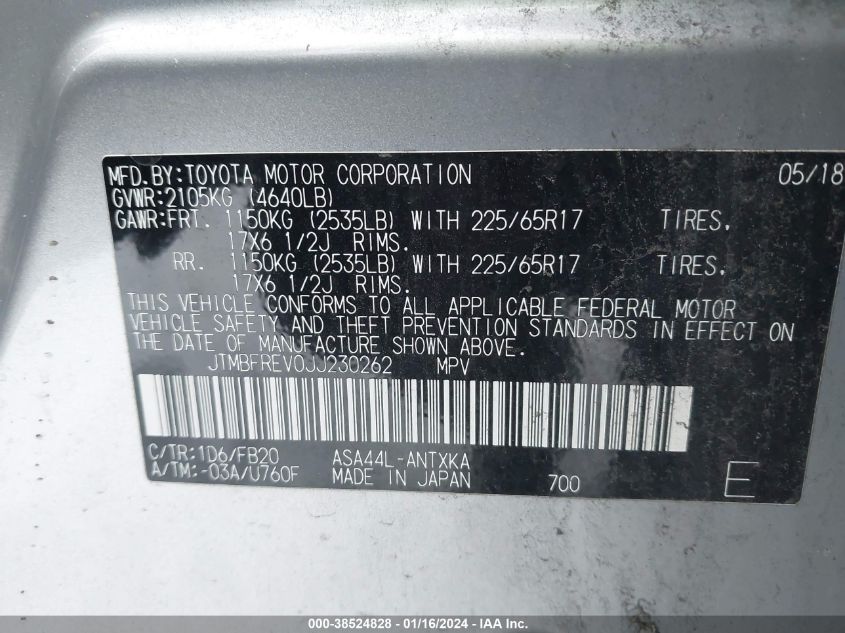 MFD.BY:TOYOTA MOTOR CORPORATION 05/18
GVWR:2105KG (4640LB)
GAWR:FRT. 1150KG (2535LB) WITH 225/65R17 TIRES.
17X6 1/2J RIMS.
RR. 1150KG (2535LB) WITH 225/65R17 TIRES.
17X6 1/2J RIMS.
THIS VEHICLE CONFORMS TO ALL APPLICABLE FEDERAL MOTOR
VEHICLE SAFETY AND THEFT PREVENTION STANDARDS IN EFFECT ON
THE DATE OF MANUFACTURE SHOWN ABOVE.
JTMBFREV0JJ230262 MPV
C/TR:1D6/FB20 ASA44L-ANTXKA
A/TM:-03A/U760F MADE IN JAPAN 700 E
000-38524828 - 01/16/2024 - IAA Inc.